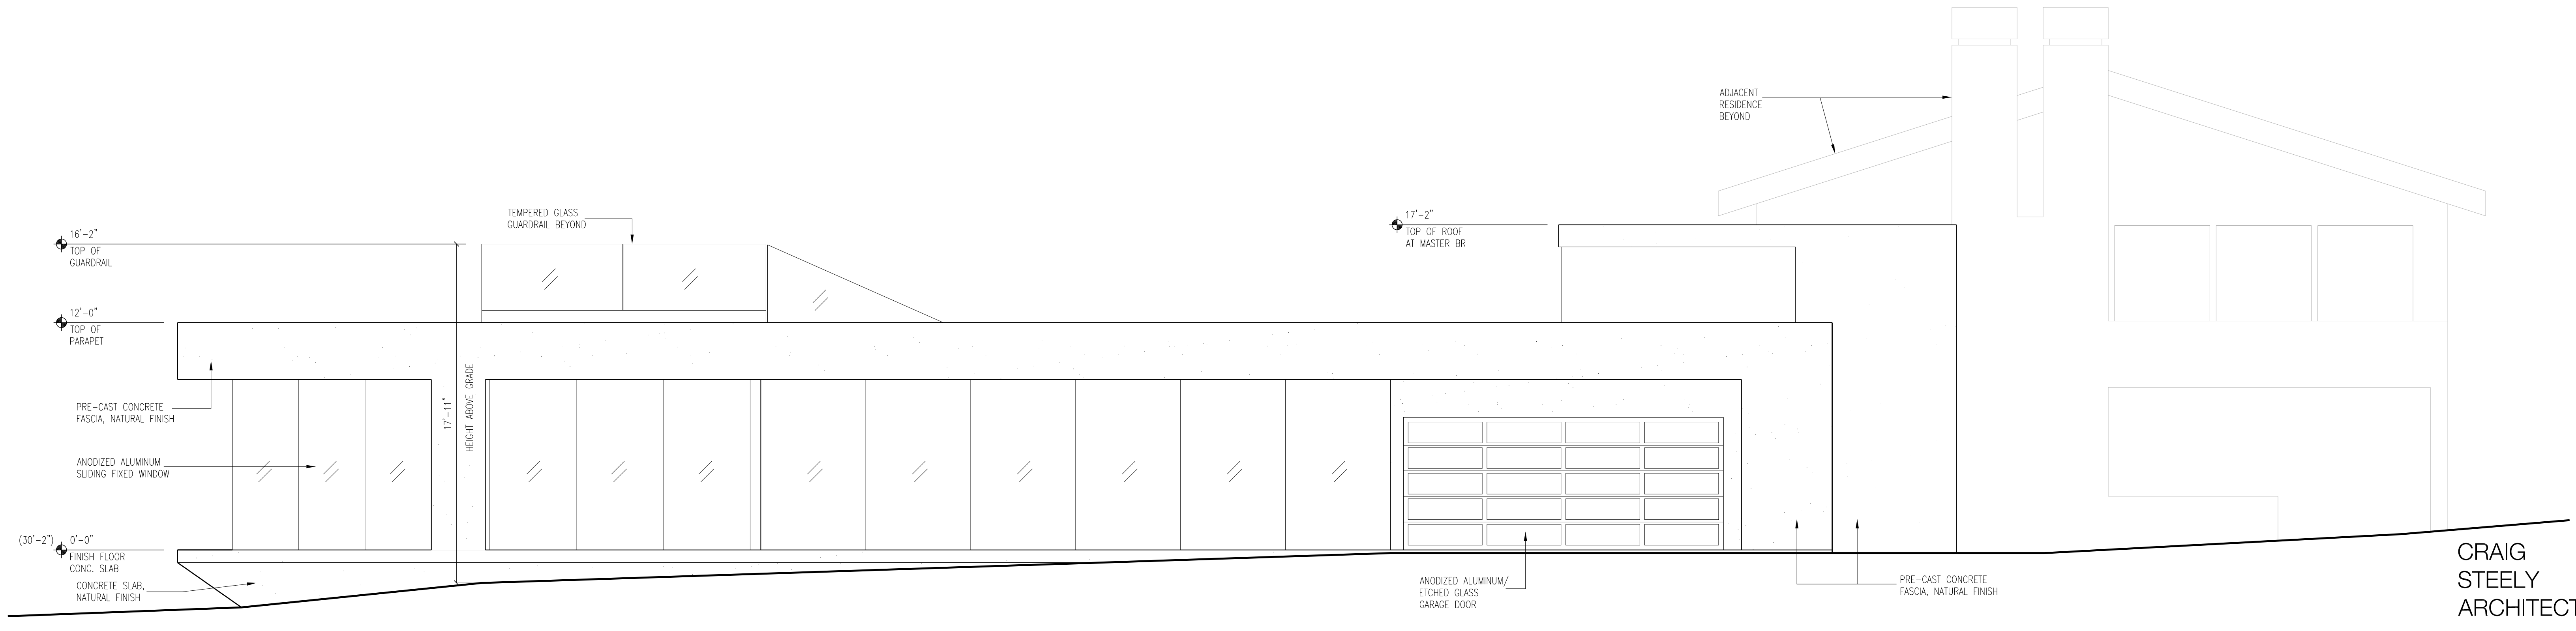 ADJACENT
RESIDENCE
BEYOND
TEMPERED GLASS
GUARDRAIL BEYOND
17'-2"
TOP OF ROOF
AT MASTER BR
16'-2"
TOP OF
GUARDRAIL
12'-0"
TOP OF
PARAPET
17'-11"
HEIGHT ABOVE GRADE
PRE-CAST CONCRETE
FASCIA, NATURAL FINISH
ANODIZED ALUMINUM
SLIDING FIXED WINDOW
(30'-2") 0'-0"
FINISH FLOOR
CONC. SLAB
CONCRETE SLAB,
NATURAL FINISH
ANODIZED ALUMINUM/
ETCHED GLASS
GARAGE DOOR
PRE-CAST CONCRETE
FASCIA, NATURAL FINISH
CRAIG
STEELY
ARCHITECT